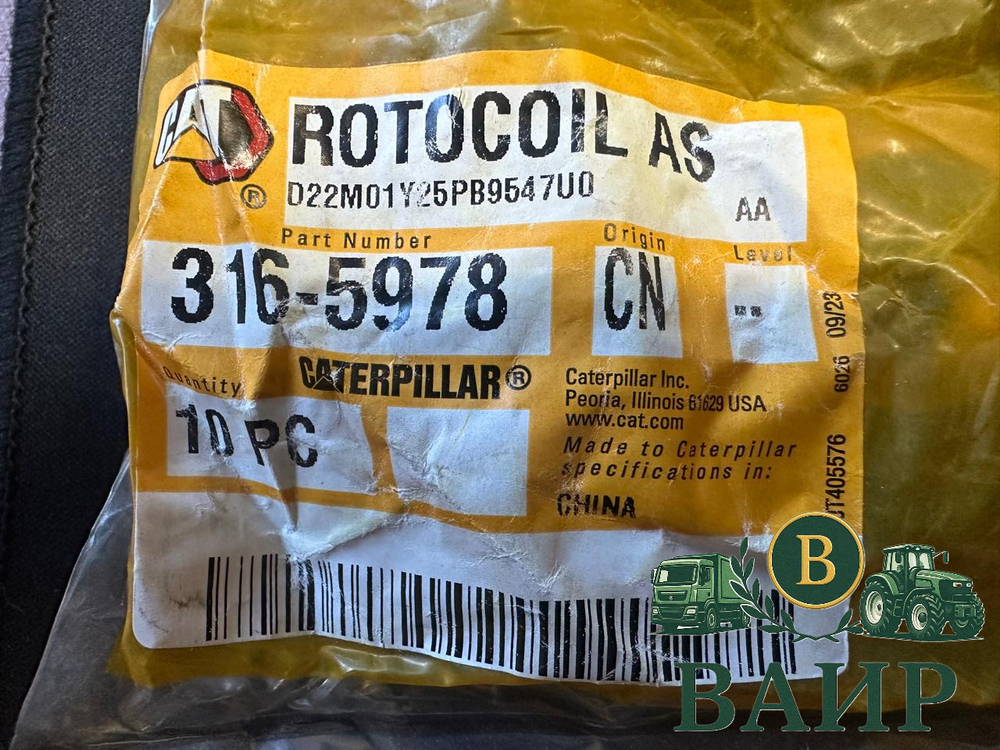 CAT
®
ROTOCOIL AS
D22M01Y25PB9547U0
AA
Part Number
316-5978
Origin
CN
Level
--
Quantity
10 PC
CATERPILLAR®
Caterpillar Inc.
Peoria, Illinois 61629 USA
www.cat.com
Made to Caterpillar
specifications in:
CHINA
6026 09/23
CT405576
В
ВАИР